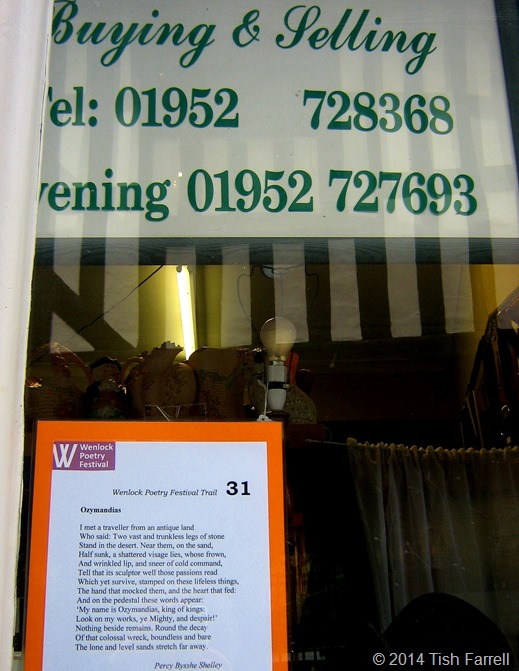 Buying & Selling
Tel: 01952 728368
vening 01952 727693
W Wenlock
Poetry
Festival
Wenlock Poetry Festival Trail 31
Ozymandias
I met a traveller from an antique land
Who said: Two vast and trunkless legs of stone
Stand in the desert. Near them, on the sand,
Half sunk, a shattered visage lies, whose frown,
And wrinkled lip, and sneer of cold command,
Tell that its sculptor well those passions read
Which yet survive, stamped on these lifeless things,
The hand that mocked them, and the heart that fed:
And on the pedestal these words appear:
'My name is Ozymandias, king of kings:
Look on my works, ye Mighty, and despair!'
Nothing beside remains. Round the decay
Of that colossal wreck, boundless and bare
The lone and level sands stretch far away.
Percy Bysshe Shelley
© 2014 Tish Farrell